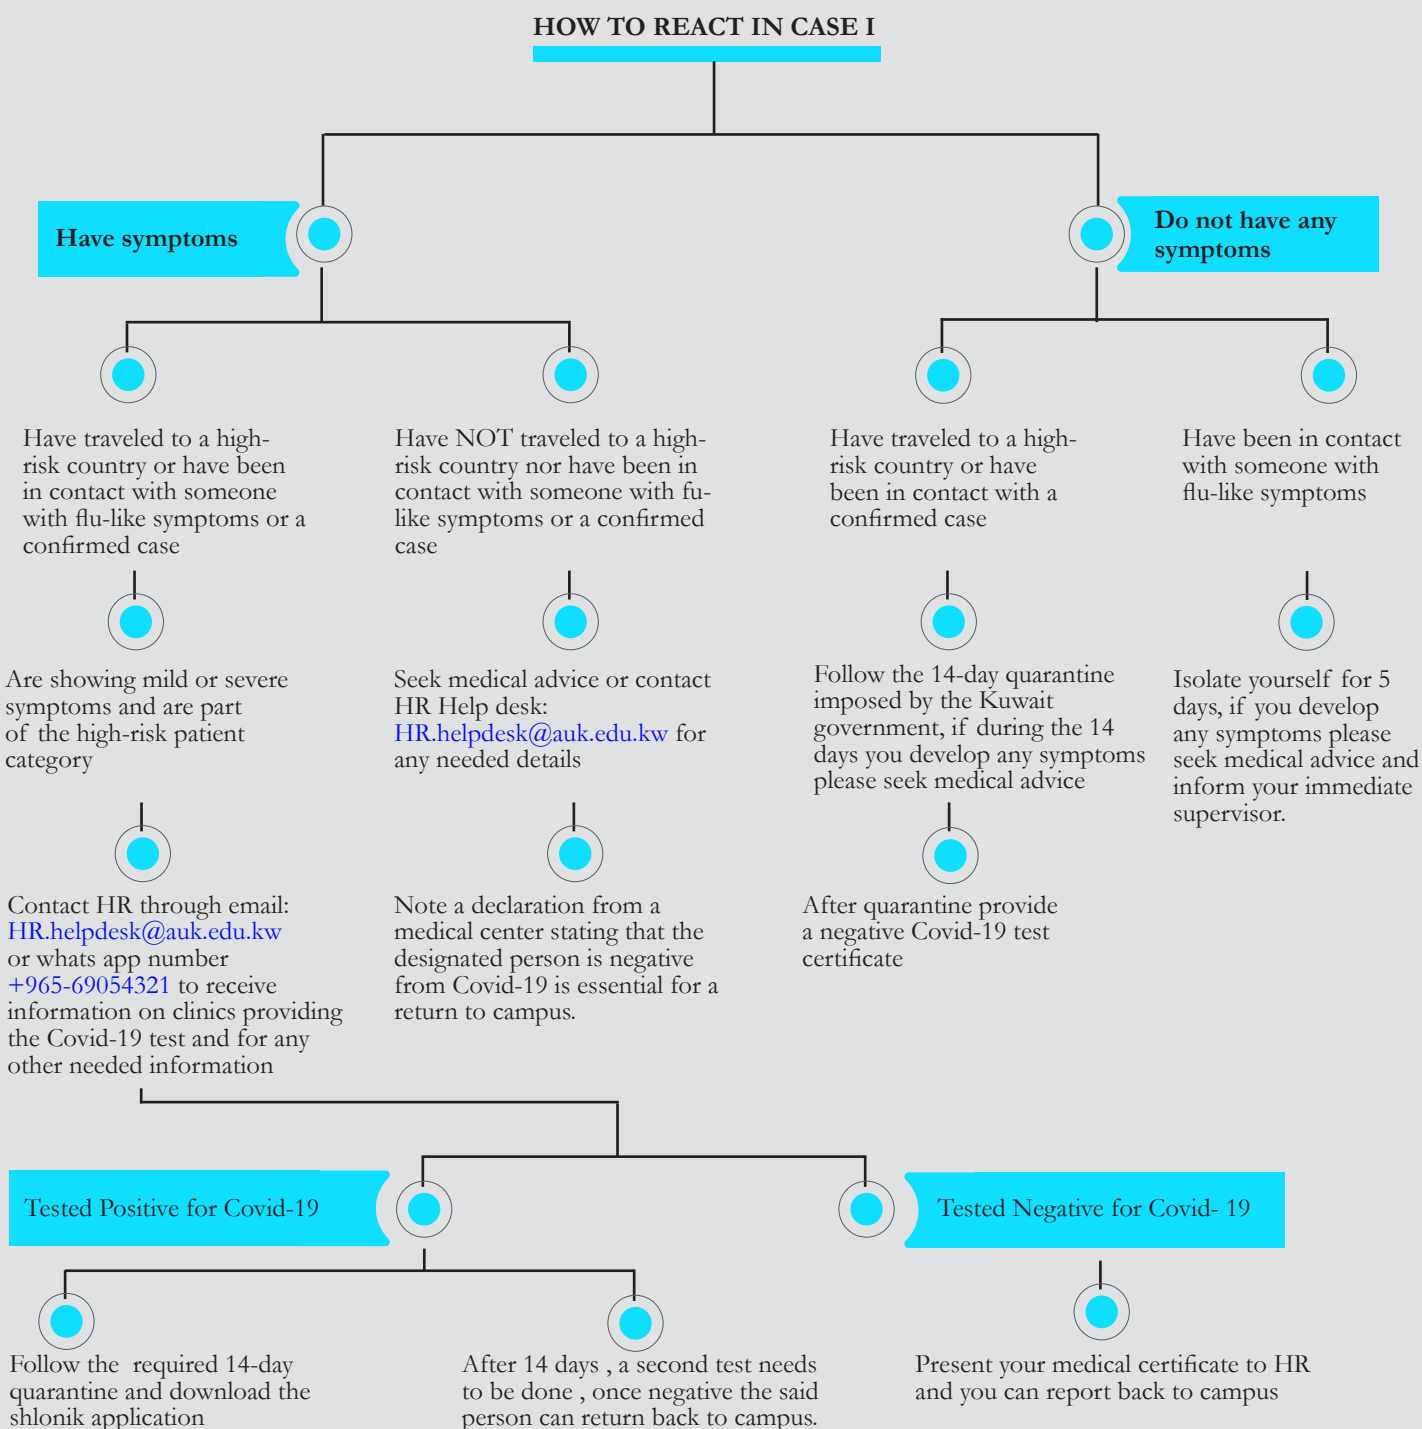 HOW TO REACT IN CASE I
Have symptoms
Do not have any
symptoms
Have traveled to a high-
risk country or have been
in contact with someone
with flu-like symptoms or a
confirmed case
Have NOT traveled to a high-
risk country nor have been in
contact with someone with fu-
like symptoms or a confirmed
case
Have traveled to a high-
risk country or have
been in contact with a
confirmed case
Have been in contact
with someone with
flu-like symptoms
Are showing mild or severe
symptoms and are part
of the high-risk patient
category
Seek medical advice or contact
HR Help desk:
HR.helpdesk@auk.edu.kw for
any needed details
Follow the 14-day quarantine
imposed by the Kuwait
government, if during the 14
days you develop any symptoms
please seek medical advice
Isolate yourself for 5
days, if you develop
any symptoms please
seek medical advice and
inform your immediate
supervisor.
Contact HR through email:
HR.helpdesk@auk.edu.kw
or whats app number
+965-69054321 to receive
information on clinics providing
the Covid-19 test and for any
other needed information
Note a declaration from a
medical center stating that the
designated person is negative
from Covid-19 is essential for a
return to campus.
After quarantine provide
a negative Covid-19 test
certificate
Tested Positive for Covid-19
Tested Negative for Covid- 19
Follow the required 14-day
quarantine and download the
shlonik application
After 14 days , a second test needs
to be done , once negative the said
person can return back to campus.
Present your medical certificate to HR
and you can report back to campus